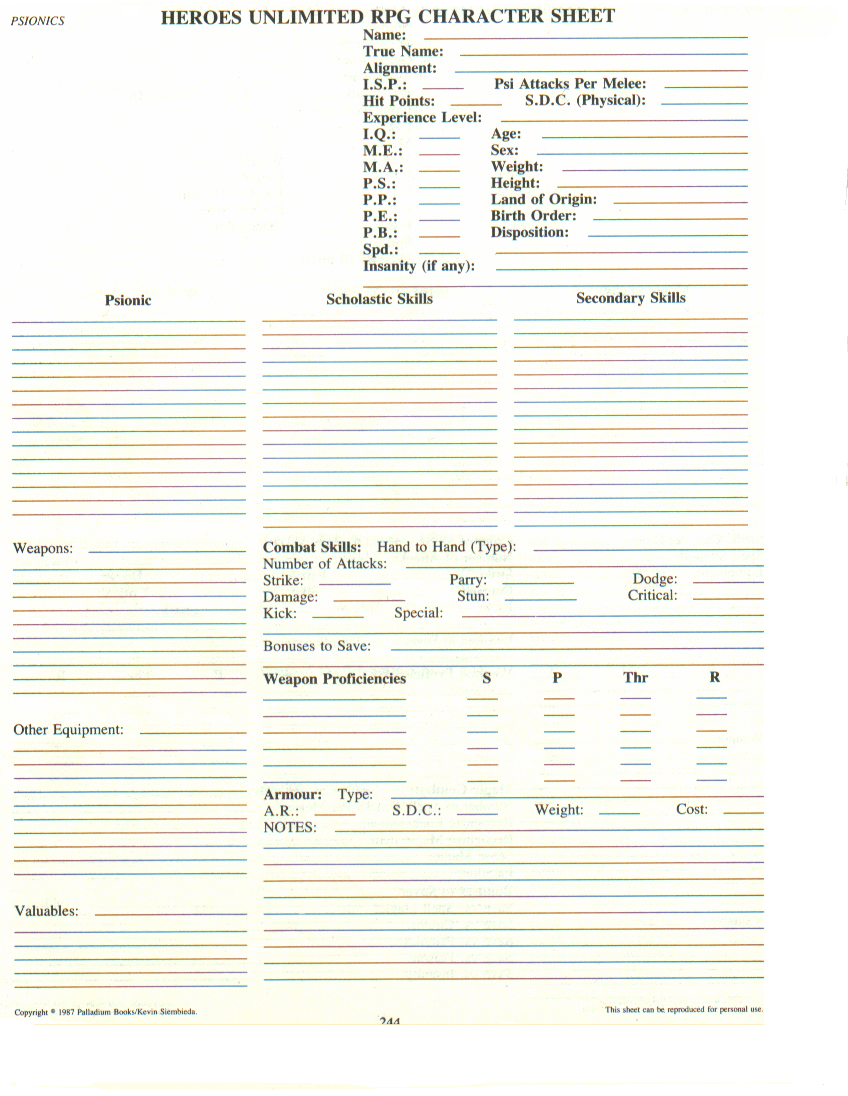 PSIONICS
HEROES UNLIMITED RPG CHARACTER SHEET
Name:
True Name:
Alignment:
I.S.P.: Psi Attacks Per Melee:
Hit Points: S.D.C. (Physical):
Experience Level:
I.Q.: Age:
M.E.: Sex:
M.A.: Weight:
P.S.: Height:
P.P.: Land of Origin:
P.E.: Birth Order:
P.B.: Disposition:
Spd.:
Insanity (if any):
Psionic Scholastic Skills Secondary Skills
Weapons:
Combat Skills: Hand to Hand (Type):
Number of Attacks:
Strike: Parry: Dodge:
Damage: Stun: Critical:
Kick: Special:
Bonuses to Save:
Weapon Proficiencies S P Thr R
Other Equipment:
Armour: Type:
A.R.: S.D.C.: Weight: Cost:
NOTES:
Valuables:
Copyright © 1987 Palladium Books/Kevin Siembieda.
This sheet can be reproduced for personal use.
244